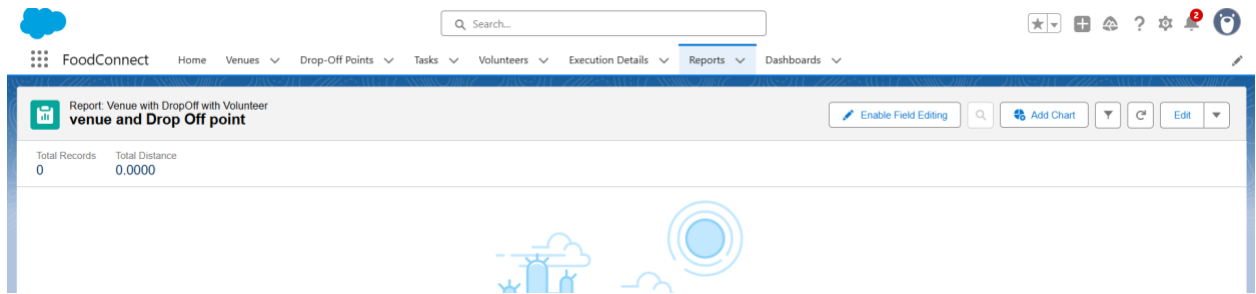 Search...
2
FoodConnect Home Venues Drop-Off Points Tasks Volunteers Execution Details Reports Dashboards
Report: Venue with DropOff with Volunteer
venue and Drop Off point
Enable Field Editing Add Chart Edit
Total Records Total Distance
0 0.0000